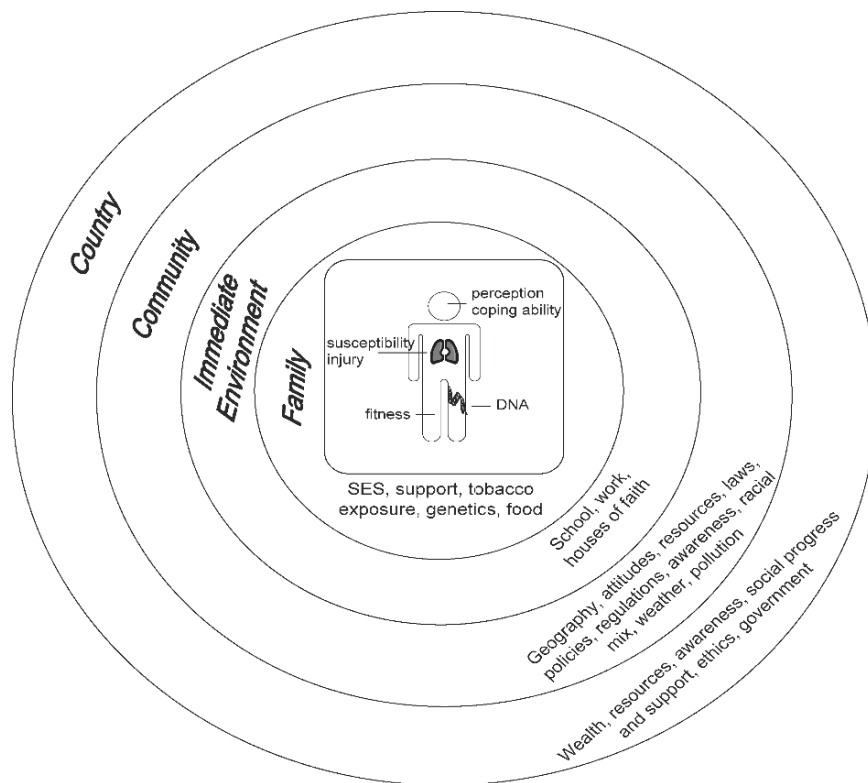 Country
Community
Immediate
Environment
Family
perception
coping ability
susceptibility
injury
fitness
DNA
SES, support, tobacco
exposure, genetics, food
School, work,
houses of faith
Geography, attitudes, resources, laws,
policies, regulations, awareness, racial
mix, weather, pollution
Wealth, resources, awareness, social progress
and support, ethics, government